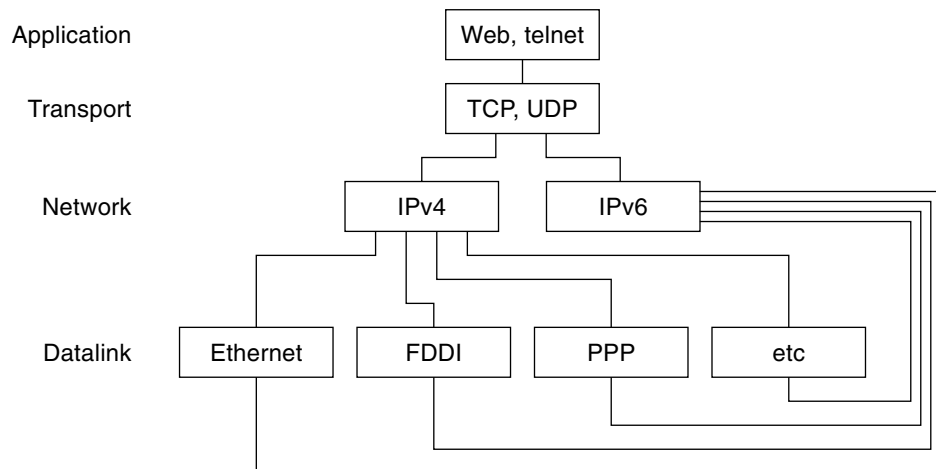 Application
Web, telnet
Transport
TCP, UDP
Network
IPv4
IPv6
Datalink
Ethernet
FDDI
PPP
etc